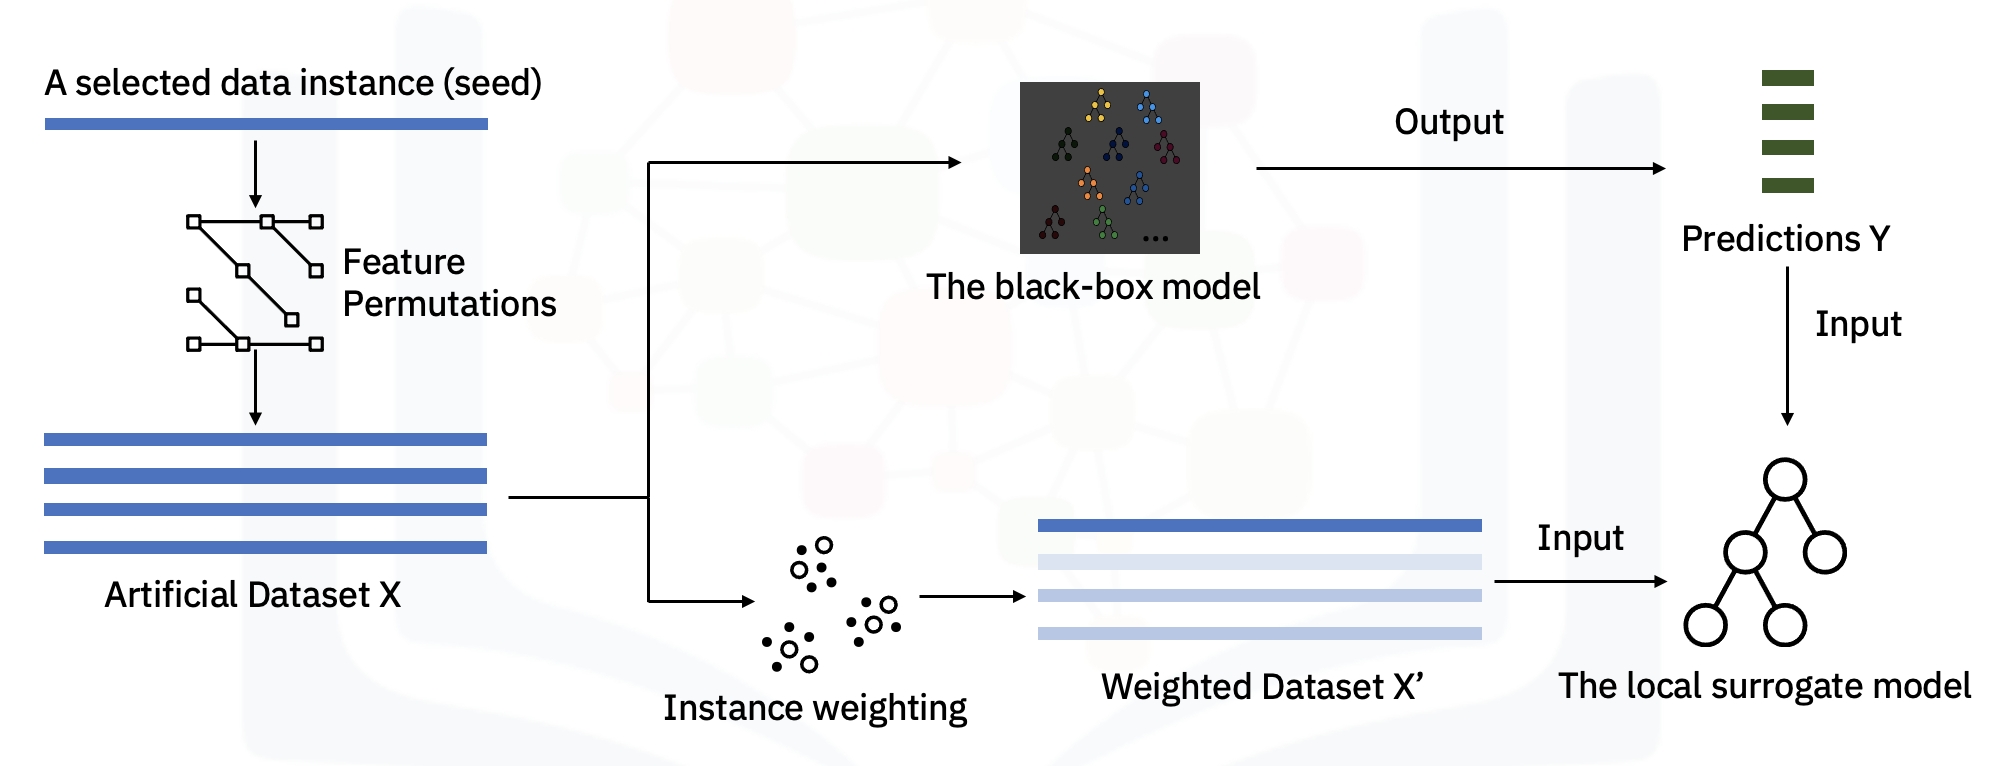 A selected data instance (seed)
Feature
Permutations
Artificial Dataset X
The black-box model
Output
Predictions Y
Input
Instance weighting
Weighted Dataset X’
Input
The local surrogate model